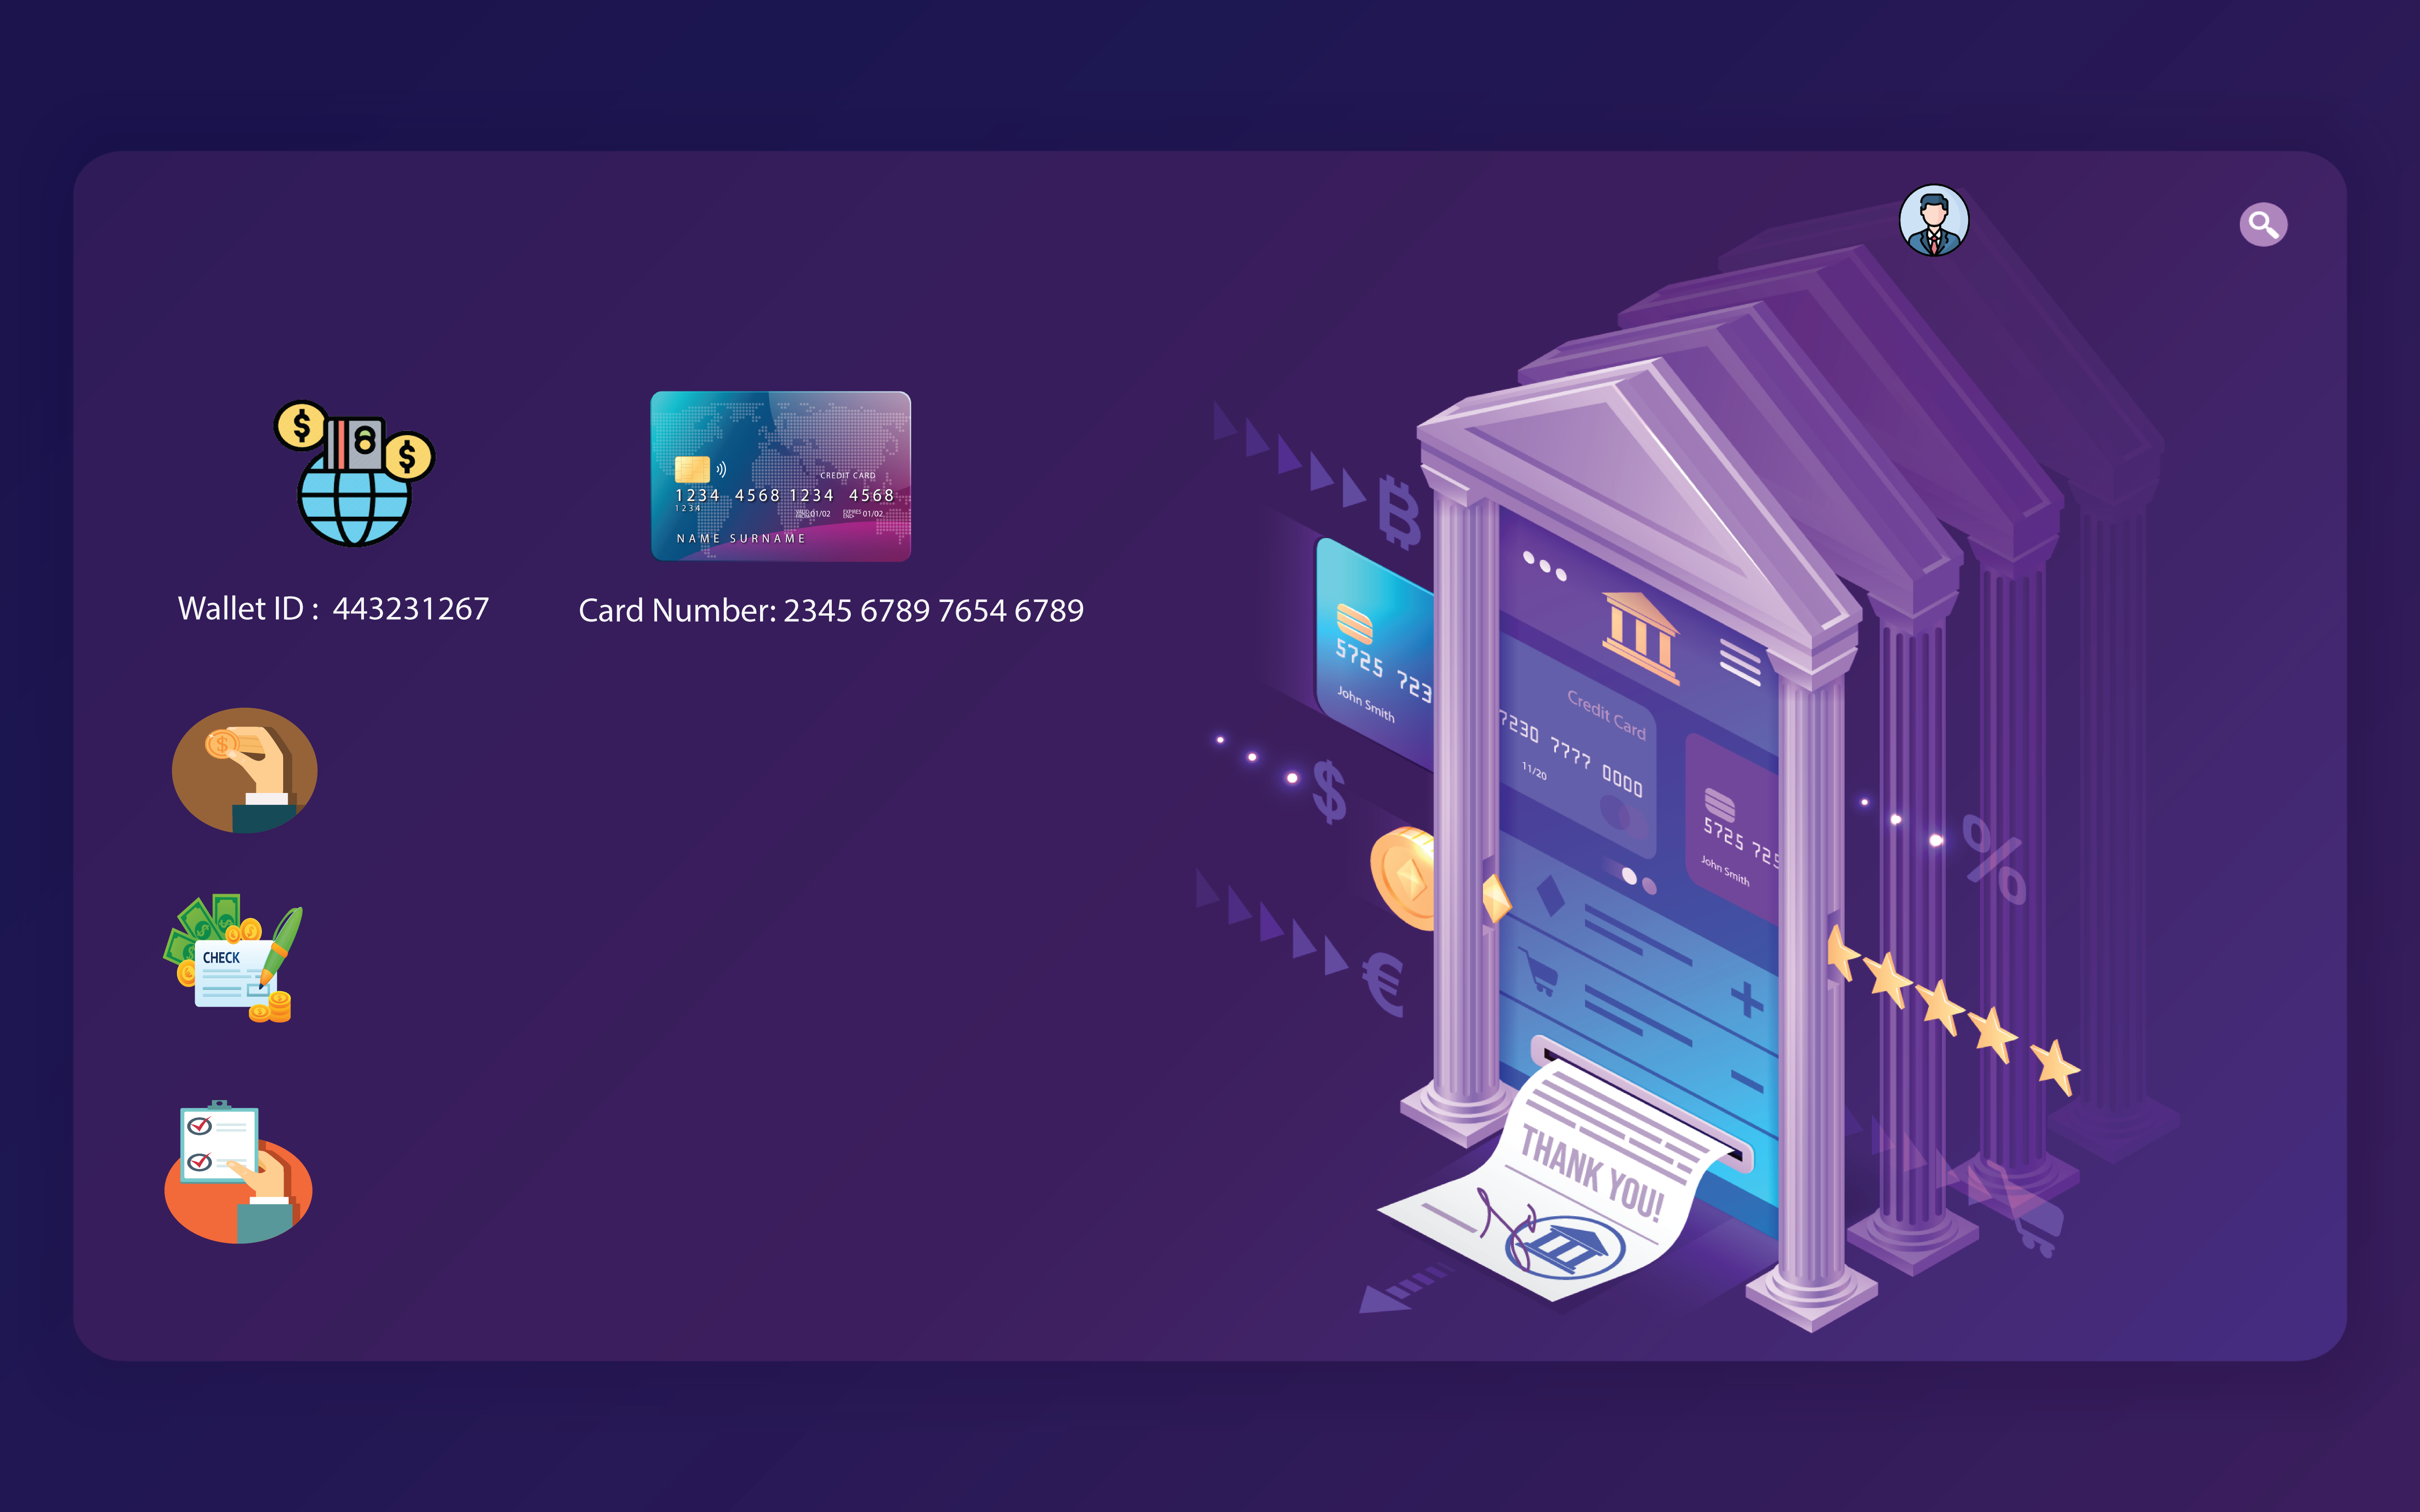 CREDIT CARD
1234 4568 1234 4568
1234
01/02
01/02
NAME SURNAME
Wallet ID : 443231267
Card Number: 2345 6789 7654 6789
CHECK
5725 723
John Smith
Credit Card
7230 7777 0000
11/20
5725 725
John Smith
THANK YOU!